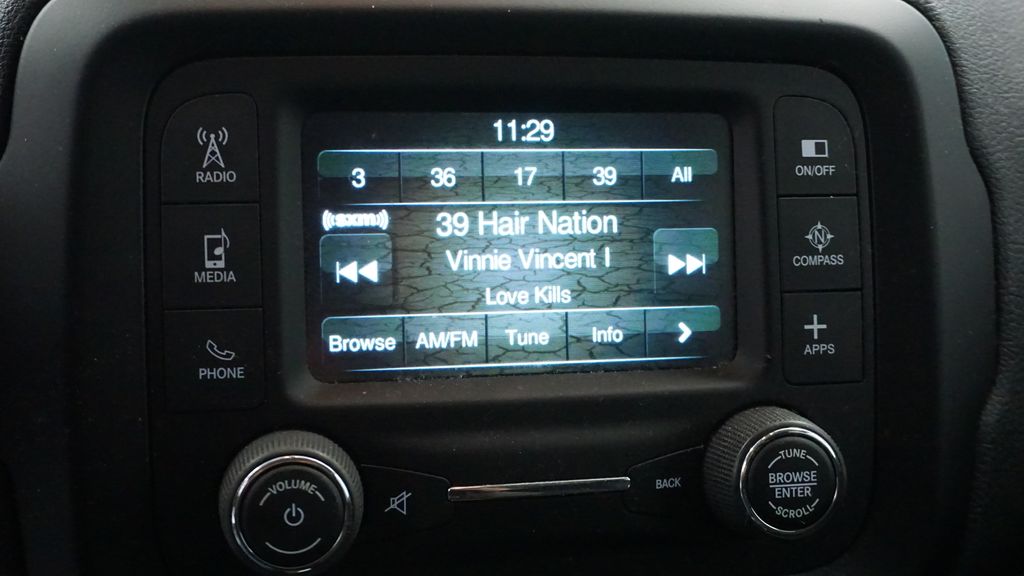 11:29
3 36 17 39 All
((sxm))
39 Hair Nation
Vinnie Vincent I
Love Kills
Browse AM/FM Tune Info >
RADIO
MEDIA
PHONE
ON/OFF
N
COMPASS
APPS
VOLUME
BACK
TUNE
BROWSE
ENTER
SCROLL